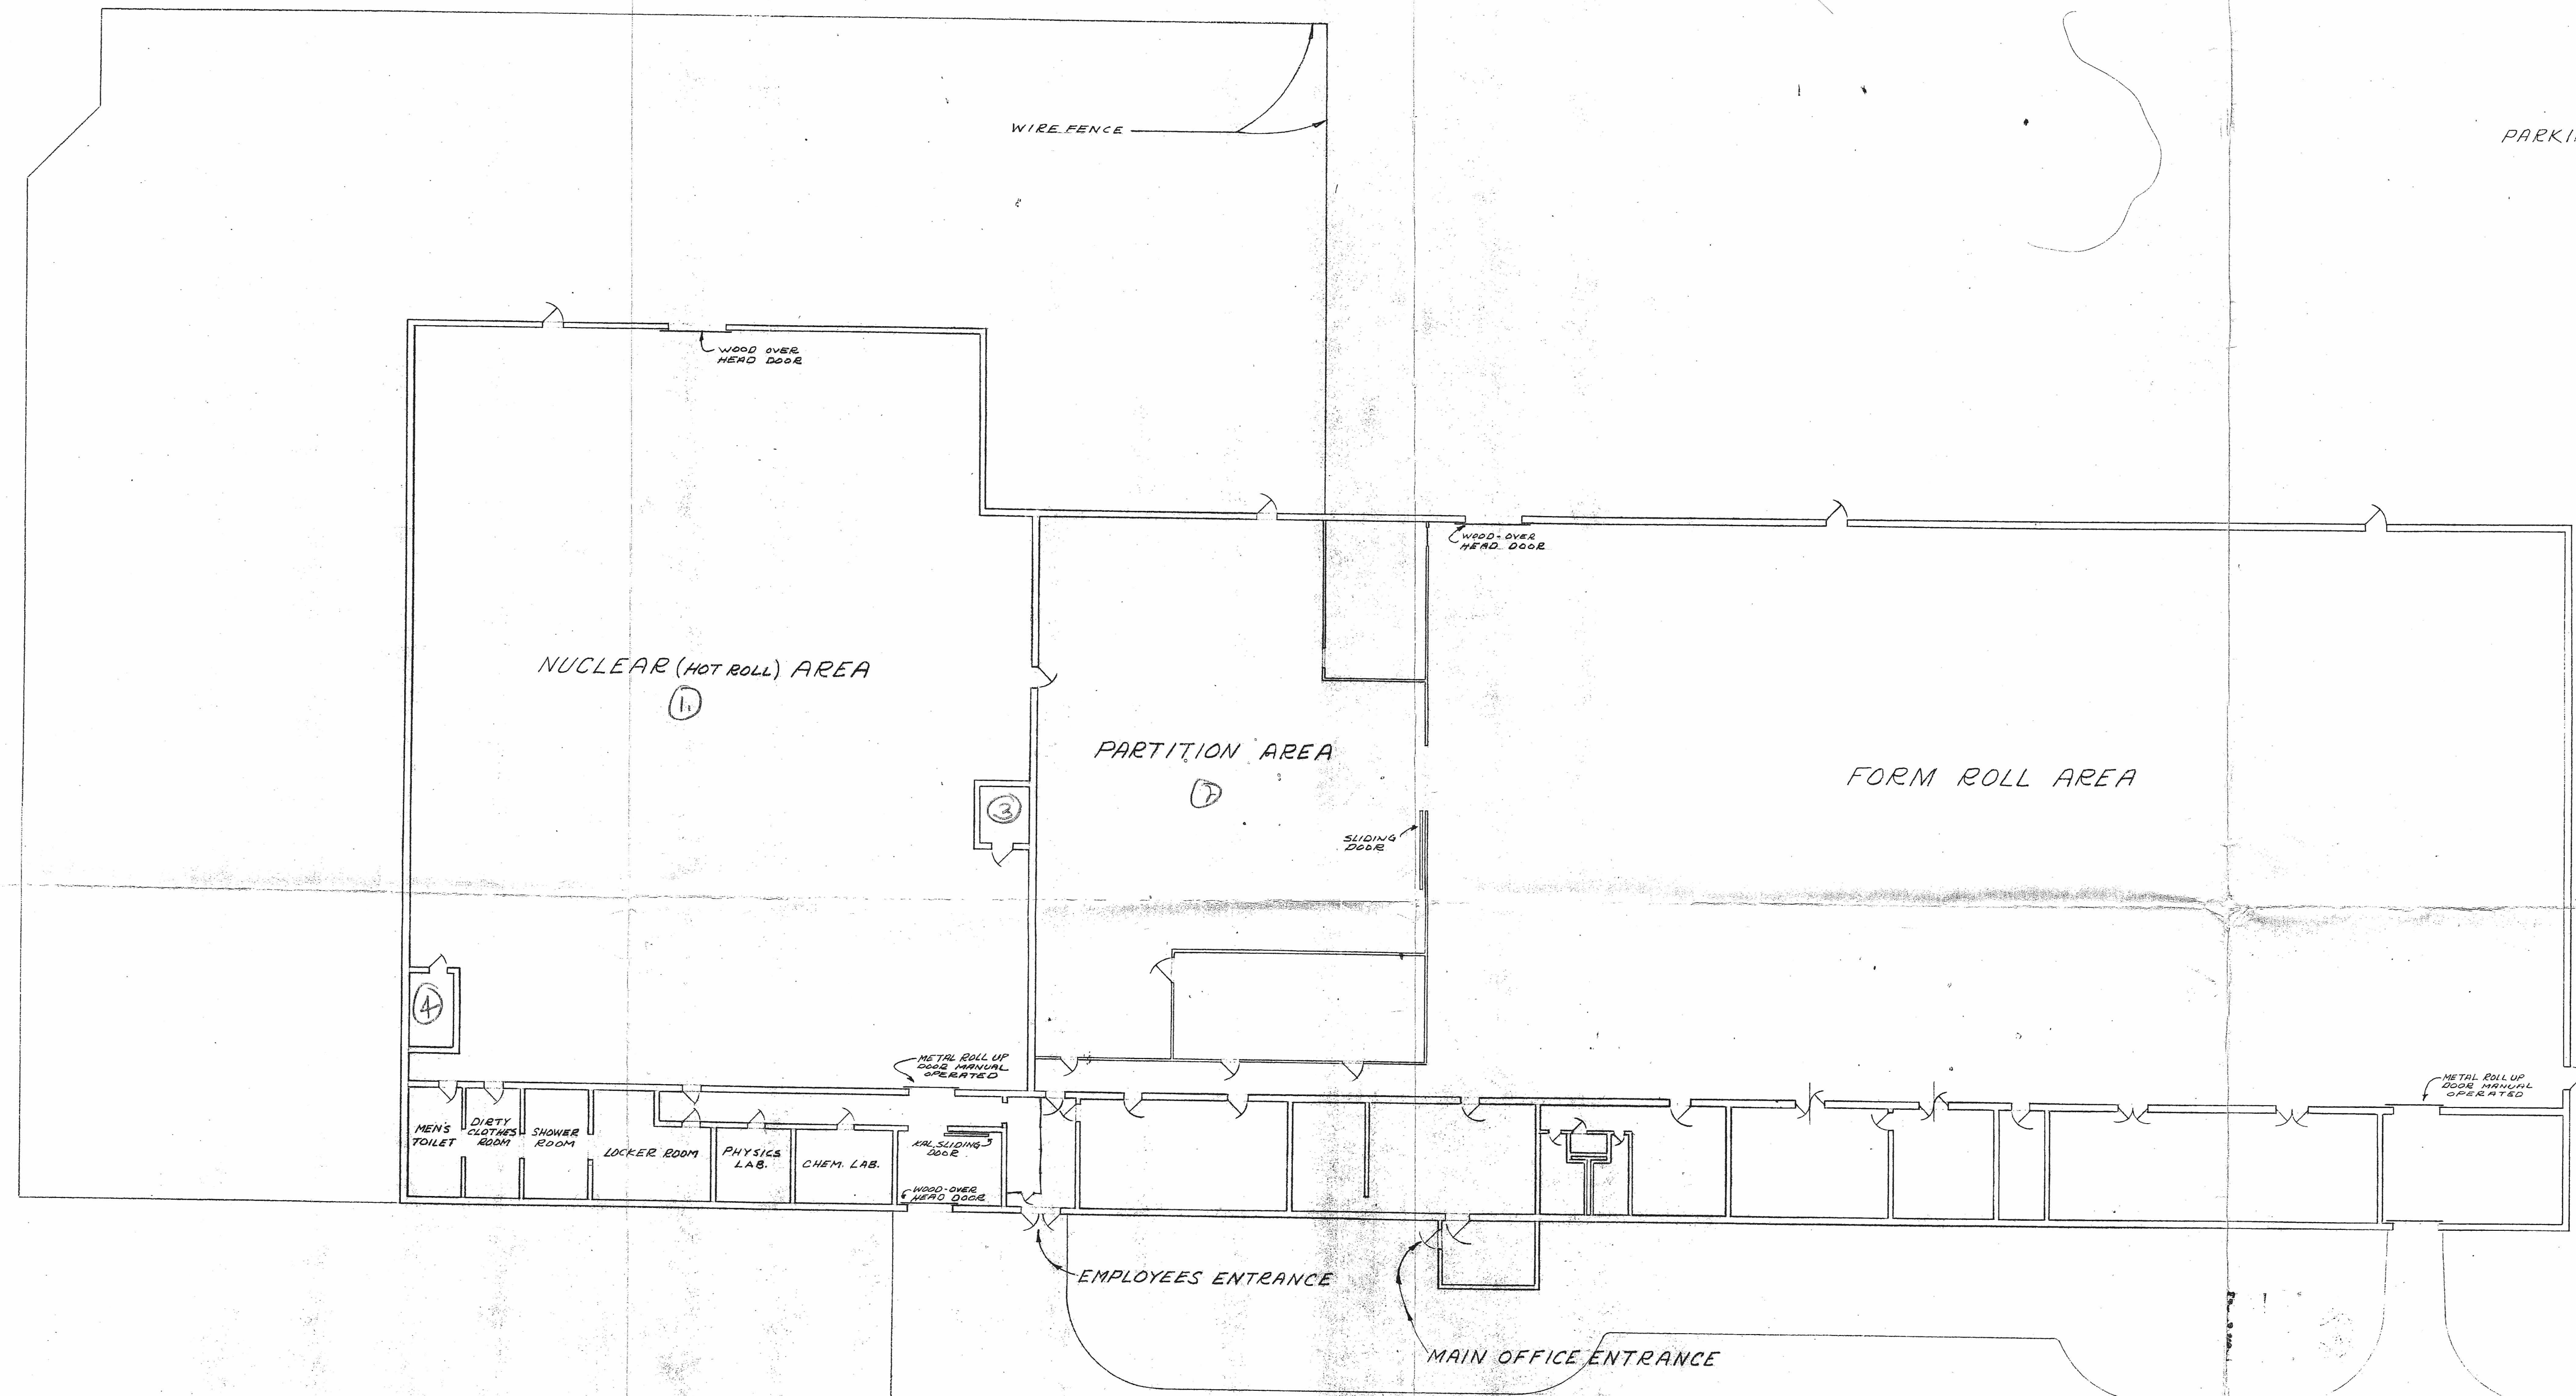 WIRE FENCE
WOOD OVER
HEAD DOOR
WOOD-OVER
HEAD DOOR
NUCLEAR (HOT ROLL) AREA
1.
PARTITION AREA
2
FORM ROLL AREA
3
SLIDING
DOOR
4
METAL ROLL UP
DOOR MANUAL
OPERATED
METAL ROLL UP
DOOR MANUAL
OPERATED
MEN'S
TOILET
DIRTY
CLOTHES
ROOM
SHOWER
ROOM
LOCKER ROOM
PHYSICS
LAB.
CHEM. LAB.
KAL. SLIDING
DOOR
WOOD-OVER
HEAD DOOR
EMPLOYEES ENTRANCE
MAIN OFFICE ENTRANCE